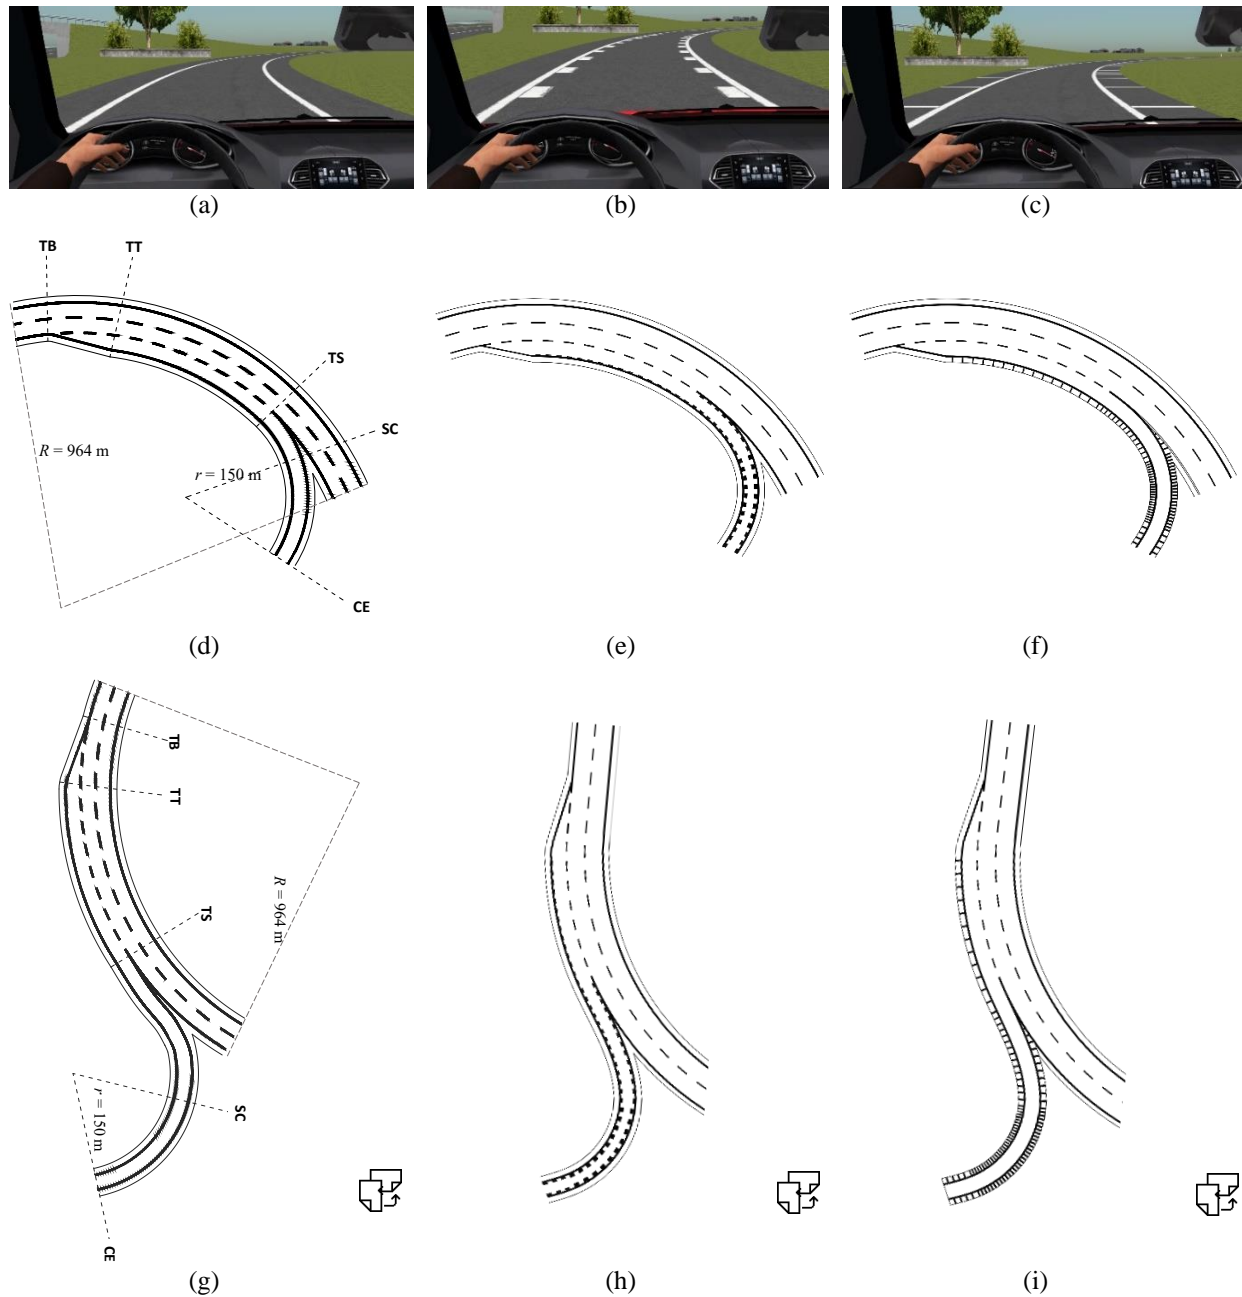 (a)
(b)
(c)
TB
TT
TS
SC
R = 964 m
r = 150 m
CE
(d)
(e)
(f)
TB
TT
TS
R = 964 m
SC
r = 150 m
CE
(g)
(h)
(i)